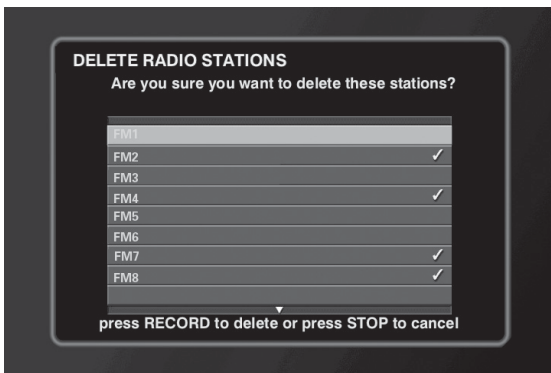 DELETE RADIO STATIONS
Are you sure you want to delete these stations?
FM1
FM2 ✓
FM3
FM4 ✓
FM5
FM6
FM7 ✓
FM8 ✓
press RECORD to delete or press STOP to cancel